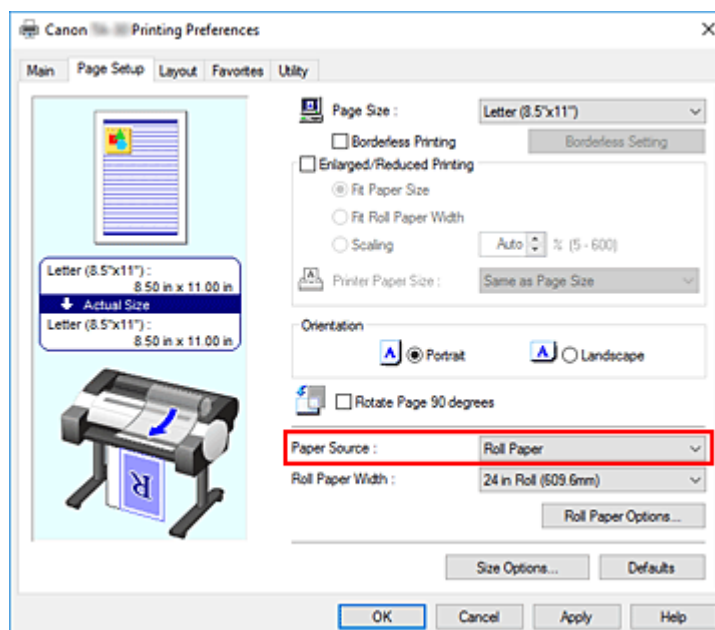 Canon Printing Preferences
Main Page Setup Layout Favorites Utility
Page Size : Letter (8.5"x11")
Borderless Printing Borderless Setting
Enlarged/Reduced Printing
Fit Paper Size
Fit Roll Paper Width
Scaling Auto % (5 - 600)
Printer Paper Size : Same as Page Size
Letter (8.5"x11") :
8.50 in x 11.00 in
Actual Size
Letter (8.5"x11") :
8.50 in x 11.00 in
Orientation
A Portrait A Landscape
Rotate Page 90 degrees
R
Paper Source : Roll Paper
Roll Paper Width : 24 in Roll (609.6mm)
Roll Paper Options...
Size Options... Defaults
OK Cancel Apply Help